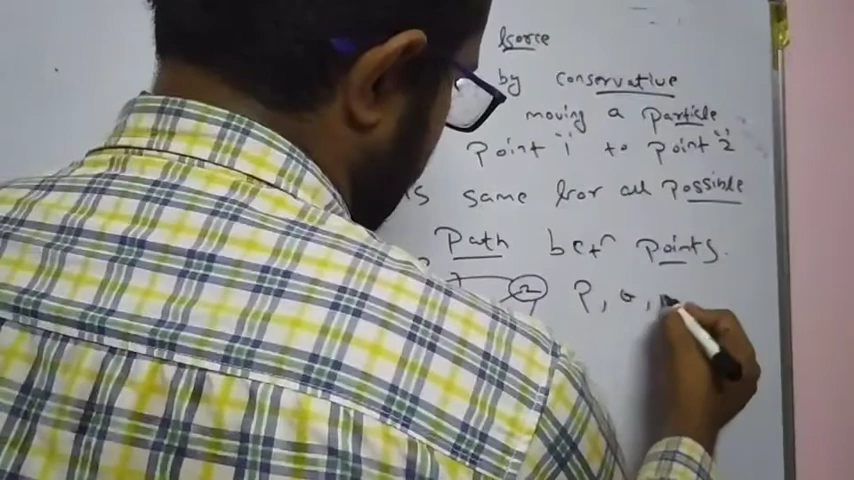 force
by conservative
moving a particle
point '1' to point '2'
is same for all possible
path betn points.
2 P, Q,